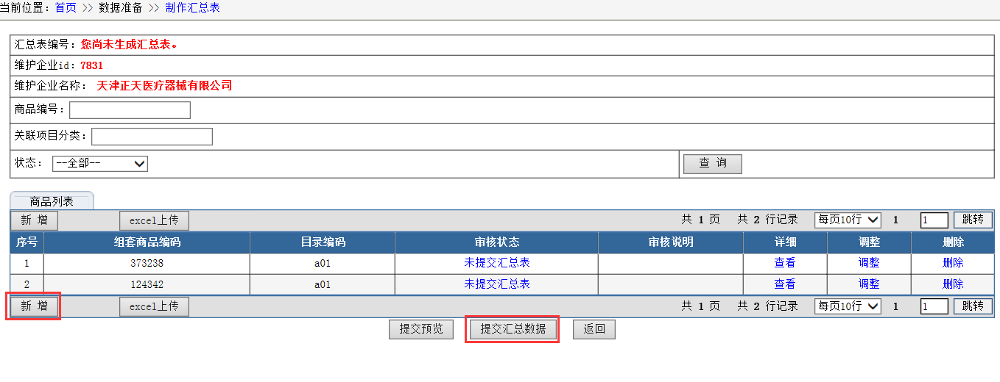 当前位置：首页 >> 数据准备 >> 制作汇总表
汇总表编号：您尚未生成汇总表。
维护企业id：7831
维护企业名称： 天津正天医疗器械有限公司
商品编号：
关联项目分类：
状态： --全部-- 查 询
商品列表
新 增 excel上传 共 1 页 共 2 行记录 每页10行 1 1 跳转
序号 组套商品编码 目录编码 审核状态 审核说明 详细 调整 删除
1 373238 a01 未提交汇总表 查看 调整 删除
2 124342 a01 未提交汇总表 查看 调整 删除
新 增 excel上传 共 1 页 共 2 行记录 每页10行 1 1 跳转
提交预览 提交汇总数据 返回